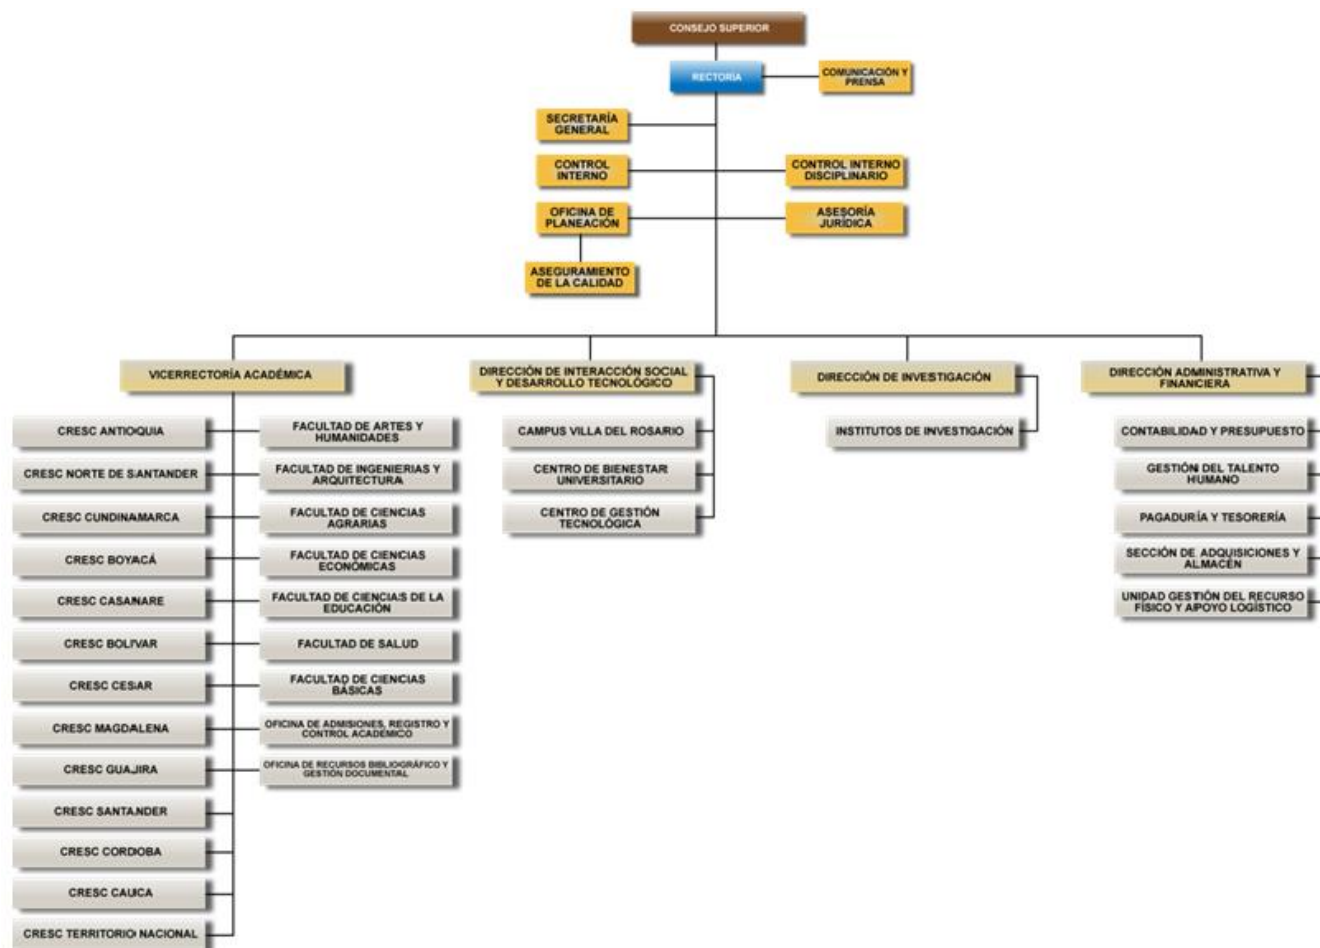 CONSEJO SUPERIOR
RECTORÍA
COMUNICACIÓN Y
PRENSA
SECRETARÍA
GENERAL
CONTROL
INTERNO
CONTROL INTERNO
DISCIPLINARIO
OFICINA DE
PLANEACIÓN
ASESORÍA
JURÍDICA
ASEGURAMIENTO
DE LA CALIDAD
VICERRECTORÍA ACADÉMICA
CRESC ANTIOQUIA
CRESC NORTE DE SANTANDER
CRESC CUNDINAMARCA
CRESC BOYACÁ
CRESC CASANARE
CRESC BOLIVAR
CRESC CESAR
CRESC MAGDALENA
CRESC GUAJIRA
CRESC SANTANDER
CRESC CORDOBA
CRESC CAUCA
CRESC TERRITORIO NACIONAL
FACULTAD DE ARTES Y
HUMANIDADES
FACULTAD DE INGENIERIAS Y
ARQUITECTURA
FACULTAD DE CIENCIAS
AGRARIAS
FACULTAD DE CIENCIAS
ECONÓMICAS
FACULTAD DE CIENCIAS DE LA
EDUCACIÓN
FACULTAD DE SALUD
FACULTAD DE CIENCIAS
BÁSICAS
OFICINA DE ADMISIONES, REGISTRO Y
CONTROL ACADÉMICO
OFICINA DE RECURSOS BIBLIOGRÁFICO Y
GESTIÓN DOCUMENTAL
DIRECCIÓN DE INTERACCIÓN SOCIAL
Y DESARROLLO TECNOLÓGICO
CAMPUS VILLA DEL ROSARIO
CENTRO DE BIENESTAR
UNIVERSITARIO
CENTRO DE GESTIÓN
TECNOLÓGICA
DIRECCIÓN DE INVESTIGACIÓN
INSTITUTOS DE INVESTIGACIÓN
DIRECCIÓN ADMINISTRATIVA Y
FINANCIERA
CONTABILIDAD Y PRESUPUESTO
GESTIÓN DEL TALENTO
HUMANO
PAGADURÍA Y TESORERÍA
SECCIÓN DE ADQUISICIONES Y
ALMACÉN
UNIDAD GESTIÓN DEL RECURSO
FÍSICO Y APOYO LOGÍSTICO